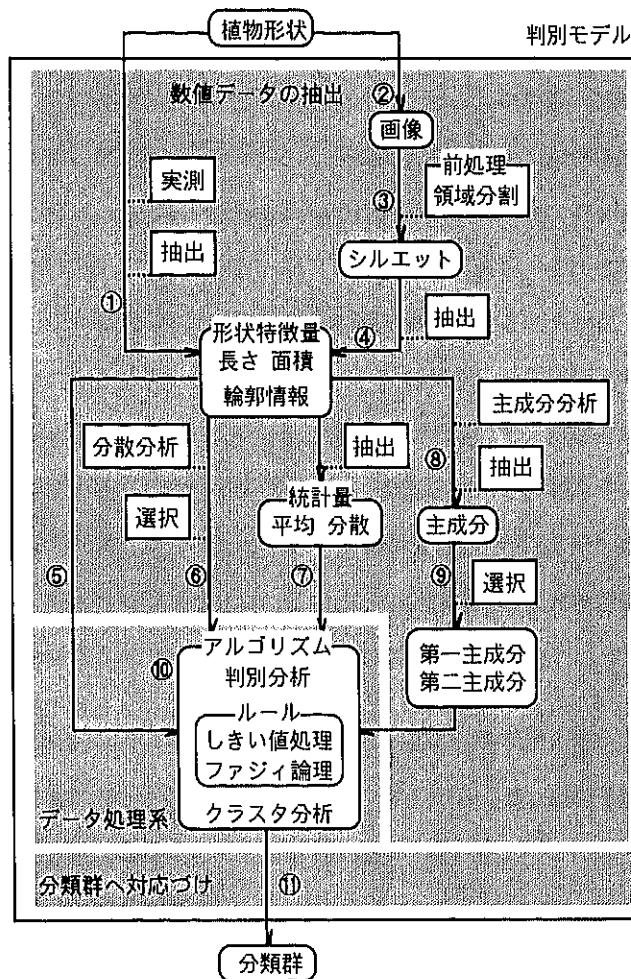 植物形状
判別モデル
数値データの抽出
②
画像
実測
前処理
領域分割
③
抽出
シルエット
①
④
抽出
形状特徴量
長さ 面積
輪郭情報
主成分分析
分散分析
抽出
⑧
抽出
選択
統計量
平均 分散
主成分
⑤
⑥
⑦
⑨
選択
アルゴリズム
⑩
判別分析
第一主成分
第二主成分
ルール
しきい値処理
ファジィ論理
データ処理系
クラスタ分析
分類群へ対応づけ
⑪
分類群